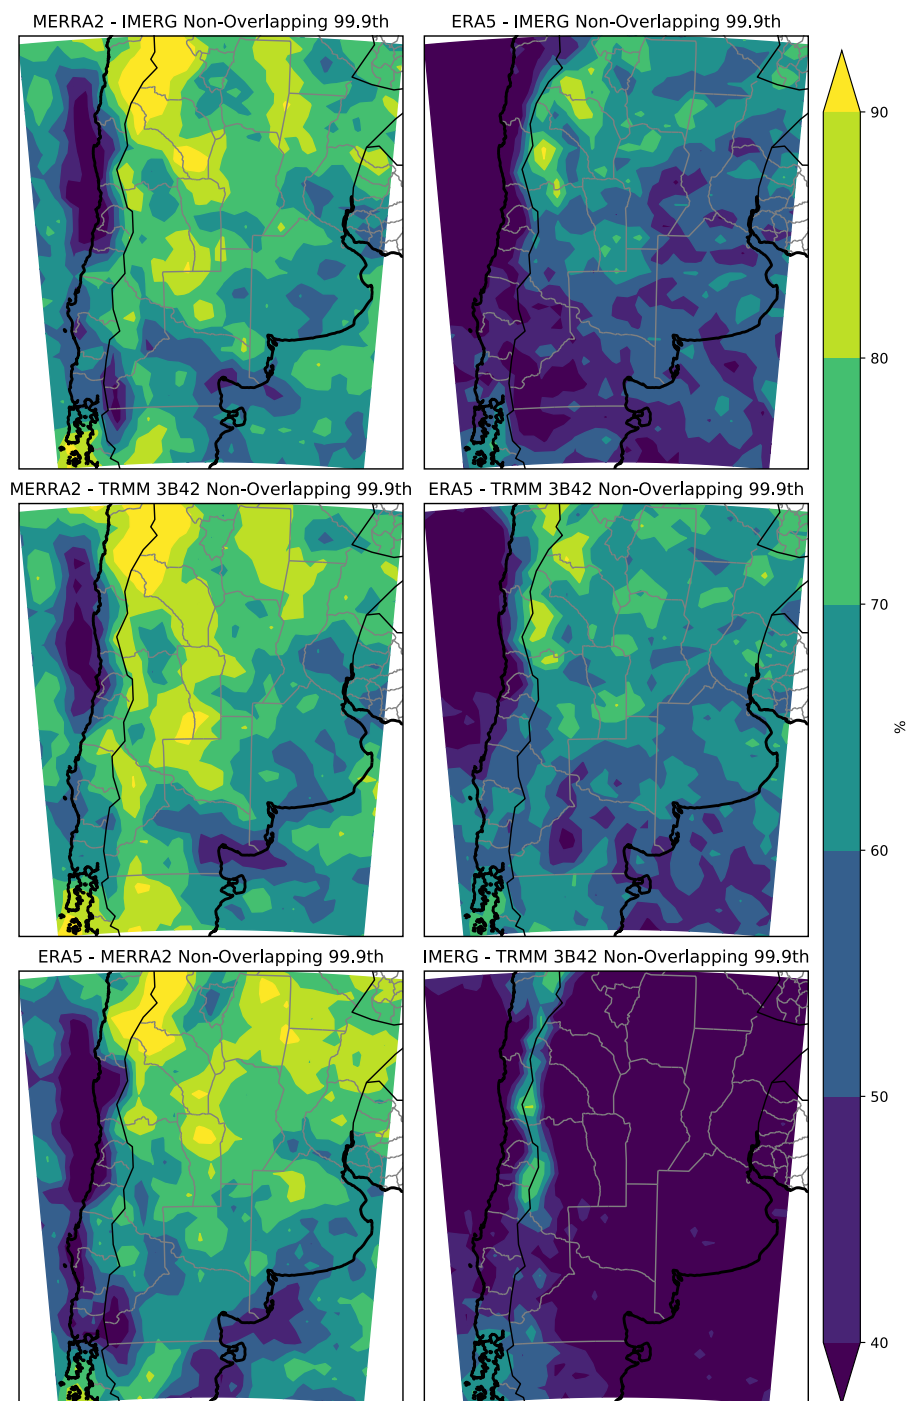 MERRA2 - IMERG Non-Overlapping 99.9th
ERA5 - IMERG Non-Overlapping 99.9th
MERRA2 - TRMM 3B42 Non-Overlapping 99.9th
ERA5 - TRMM 3B42 Non-Overlapping 99.9th
ERA5 - MERRA2 Non-Overlapping 99.9th
IMERG - TRMM 3B42 Non-Overlapping 99.9th
90
80
70
60
50
40
%